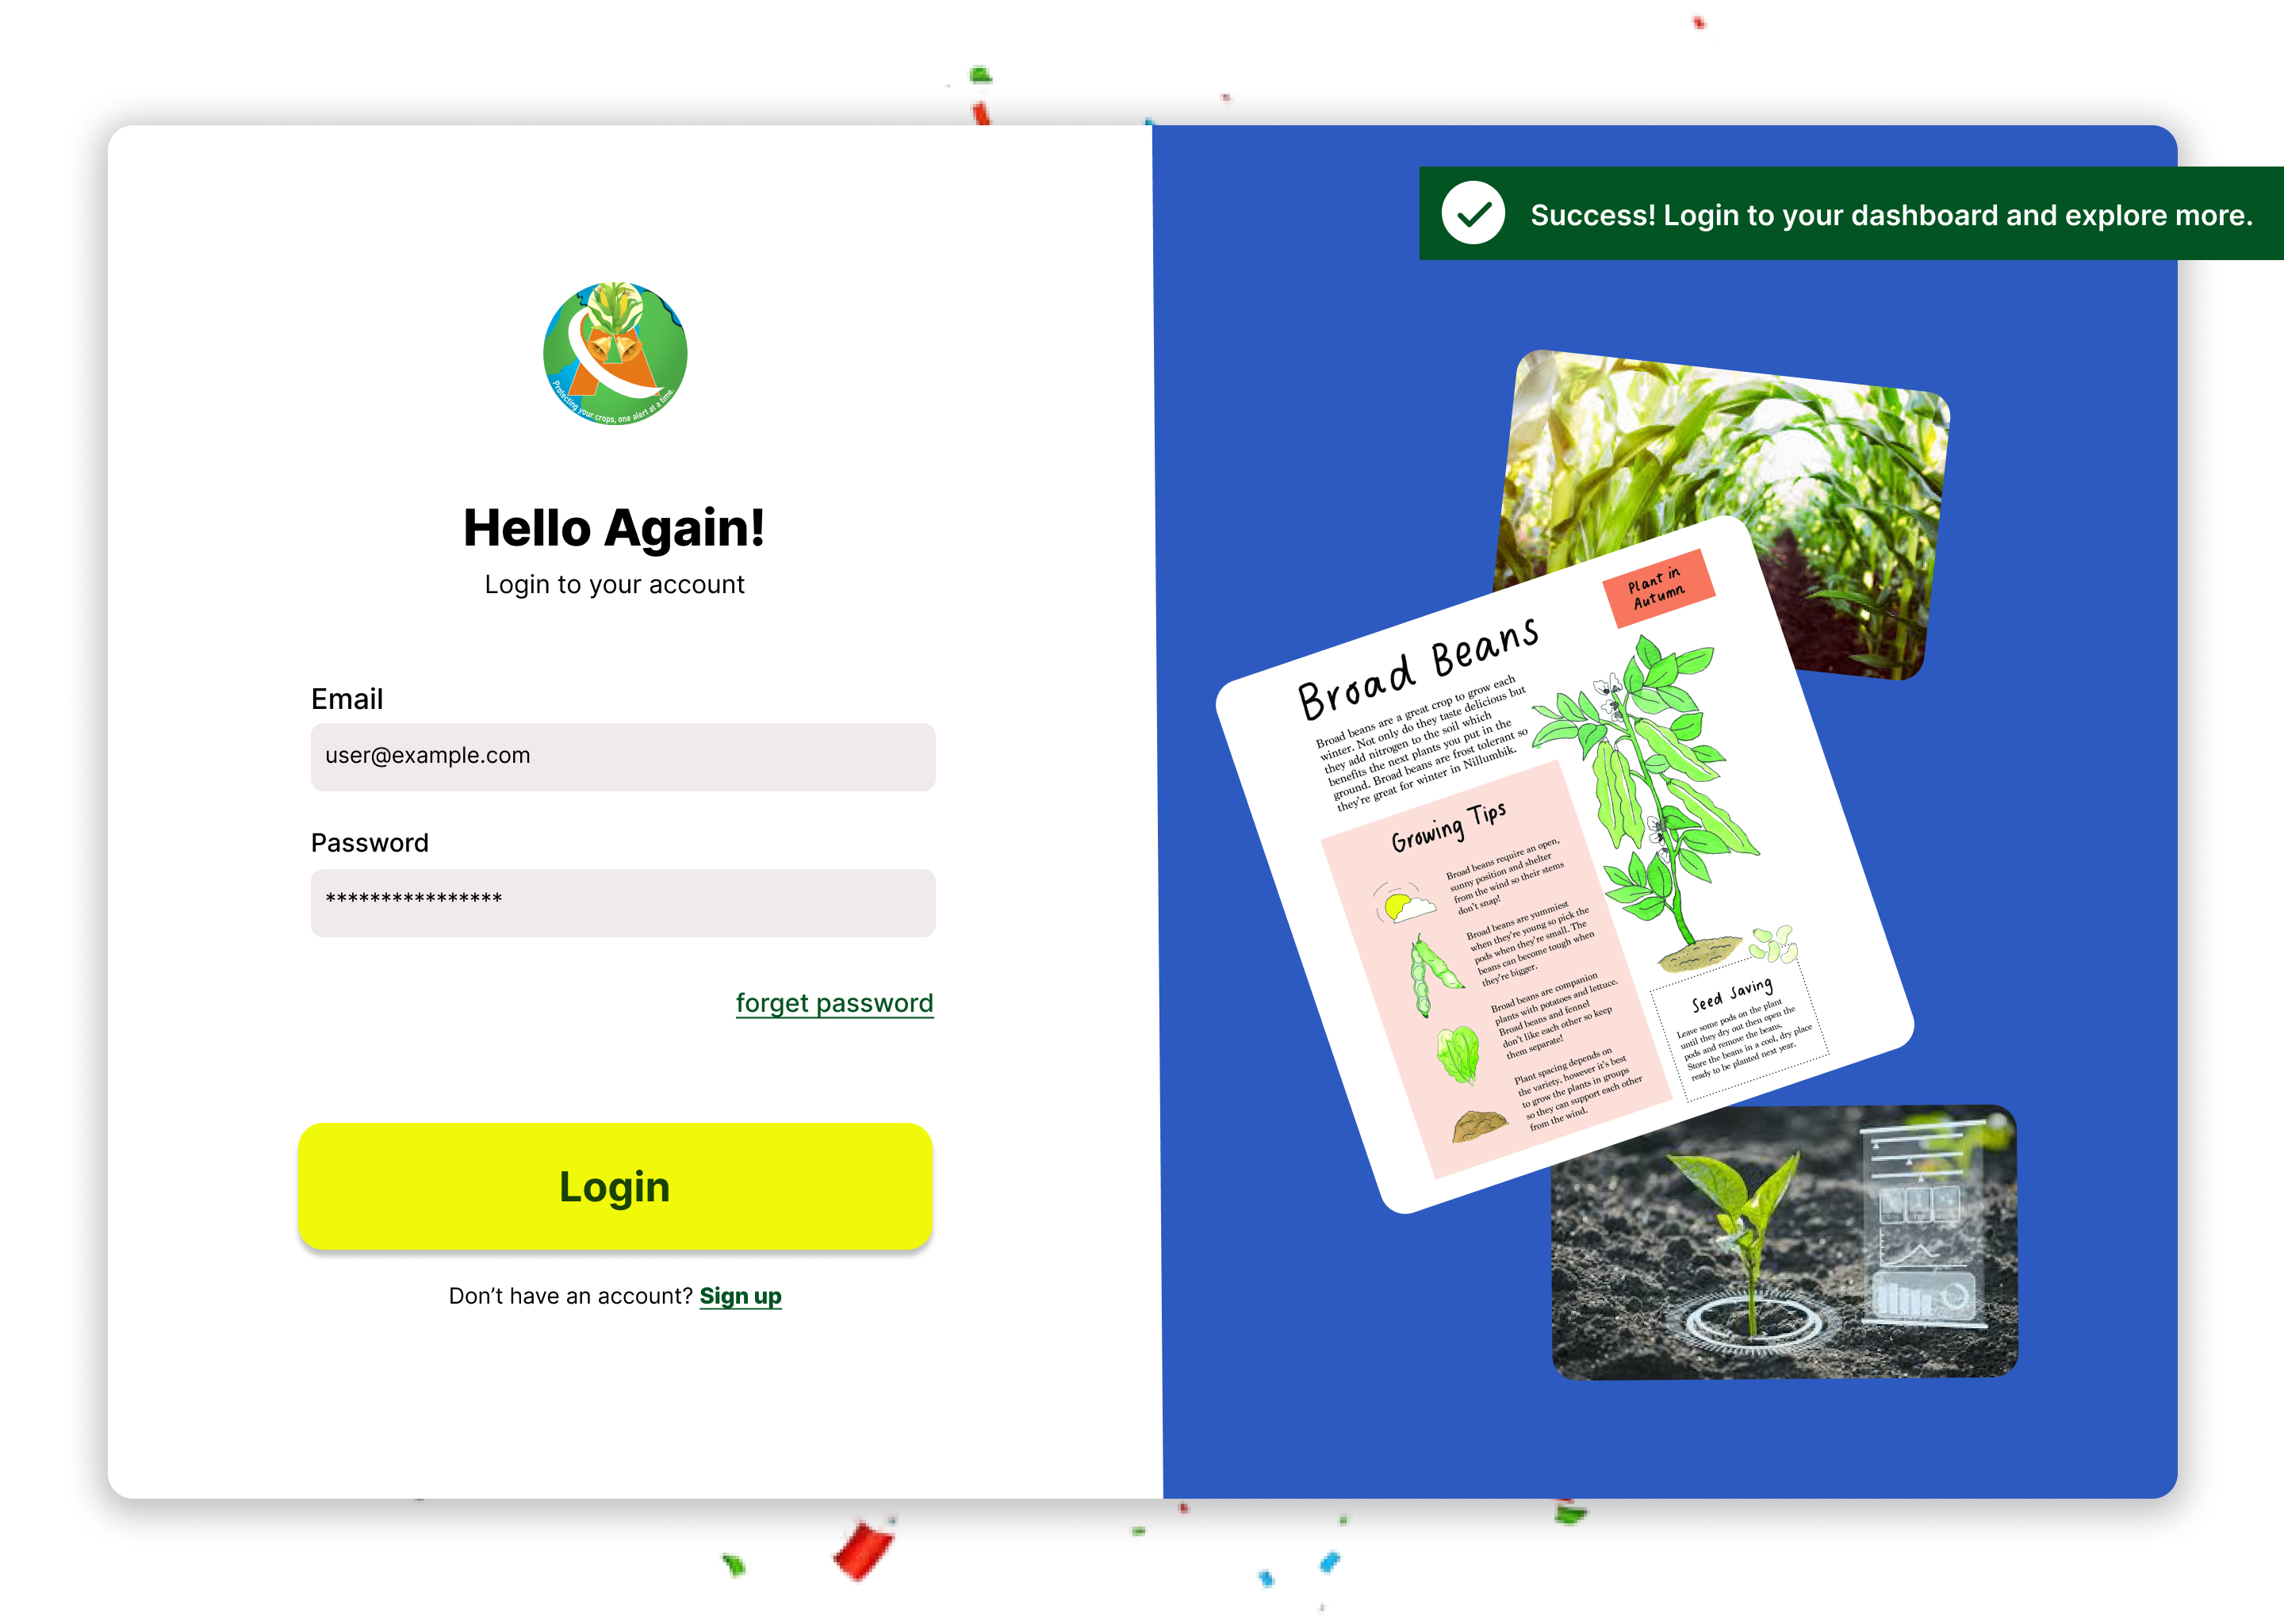 Success! Login to your dashboard and explore more.
Protecting your crops, one alert at a time.
Hello Again!
Login to your account
Email
user@example.com
Password
****************
forget password
Login
Don’t have an account? Sign up
Plant in
Autumn
Broad Beans
Broad beans are a great crop to grow each
winter. Not only do they taste delicious but
they add nitrogen to the soil which
benefits the next plants you put in the
ground. Broad beans are frost tolerant so
they’re great for winter in Nillumbik.
Growing Tips
Broad beans require an open,
sunny position and shelter
from the wind so their stems
don’t snap!
Broad beans are yummiest
when they’re young so pick the
pods when they’re small. The
beans can become tough when
they’re bigger.
Broad beans are companion
plants with potatoes and lettuce.
Broad beans and fennel
don’t like each other so keep
them separate!
Plant spacing depends on
the variety, however it’s best
to grow the plants in groups
so they can support each other
from the wind.
Seed Saving
Leave some pods on the plant
until they dry out then open the
pods and remove the beans.
Store the beans in a cool, dry place
ready to be planted next year.